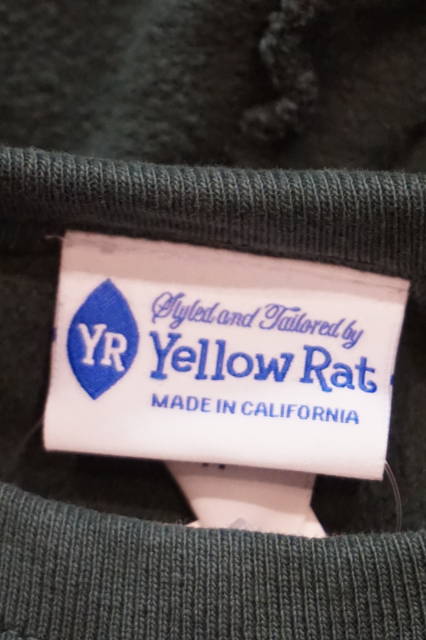 YR
Styled and Tailored by
Yellow Rat
MADE IN CALIFORNIA